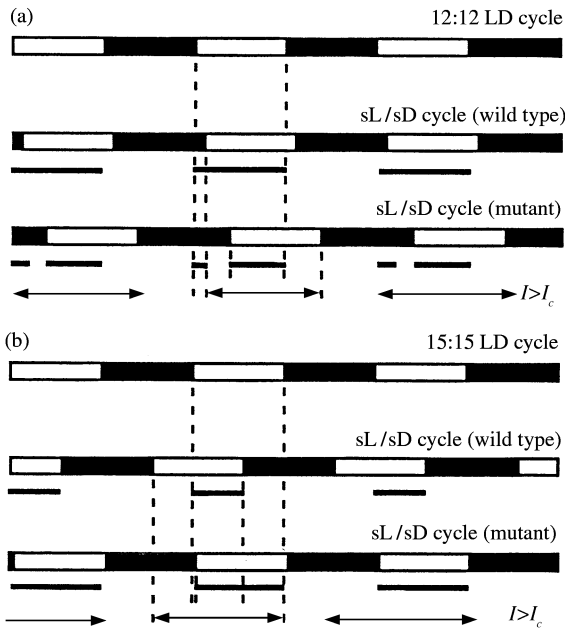 (a)
12:12 LD cycle
sL/sD cycle (wild type)
sL/sD cycle (mutant)
I>Ic
(b)
15:15 LD cycle
sL/sD cycle (wild type)
sL/sD cycle (mutant)
I>Ic